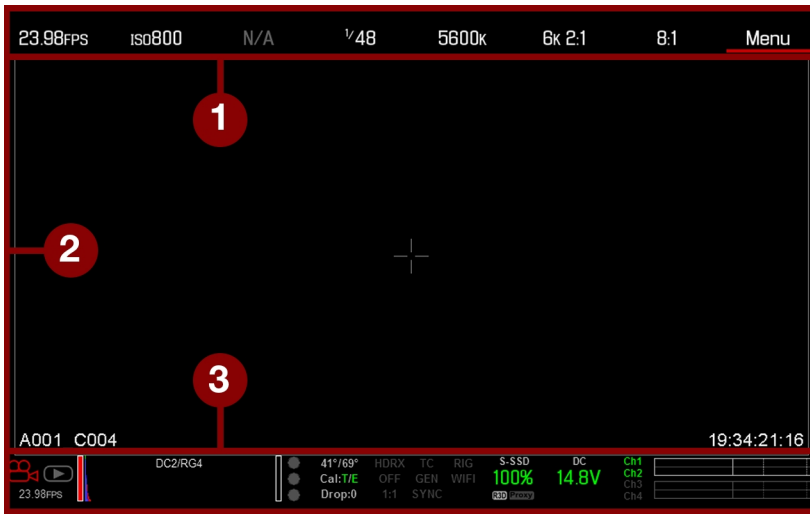 23.98FPS ISO800 N/A 1/48 5600K 6K 2:1 8:1 Menu
1
2
3
A001 C004 19:34:21:16
DC2/RG4 41°/69° HDRX TC RIG S-SSD DC Ch1
Cal:T/E OFF GEN WIFI 100% 14.8V Ch2
23.98FPS Drop:0 1:1 SYNC R3D Proxy Ch3
Ch4